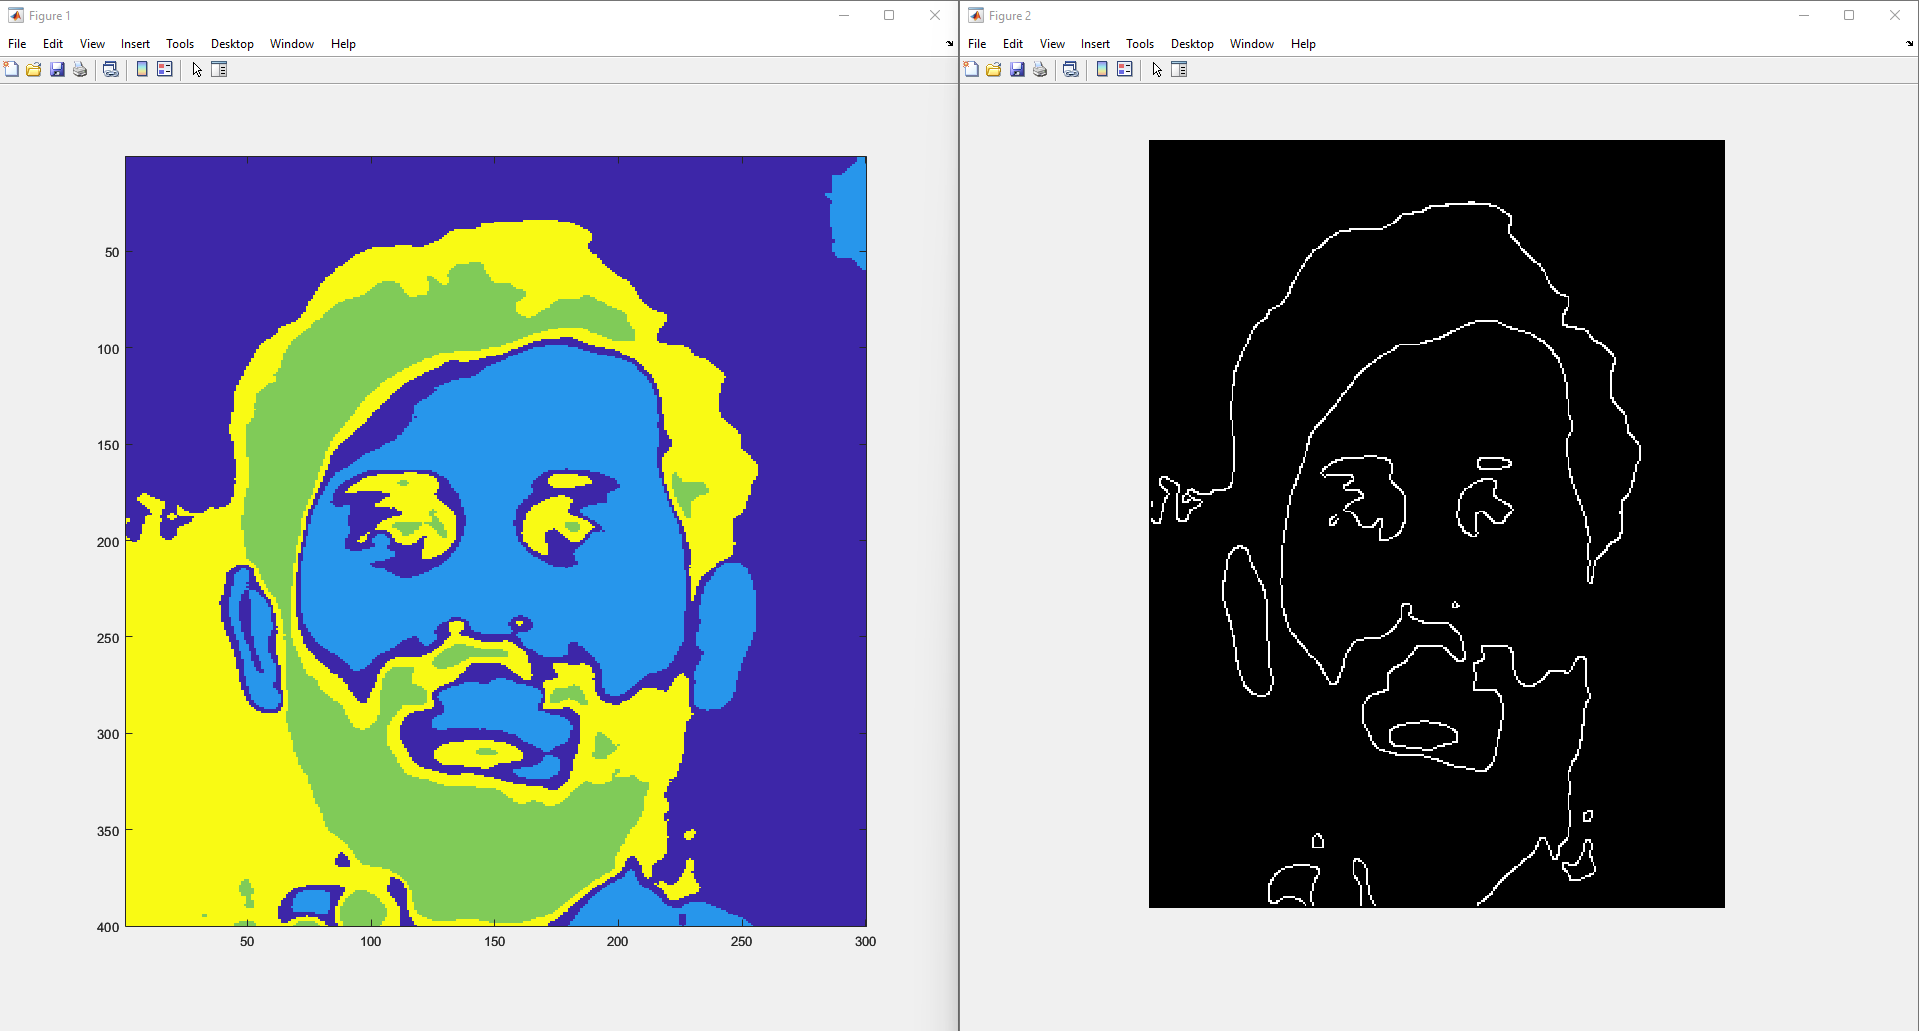 Figure 1
File Edit View Insert Tools Desktop Window Help
50
100
150
200
250
300
350
400
50 100 150 200 250 300
Figure 2
File Edit View Insert Tools Desktop Window Help